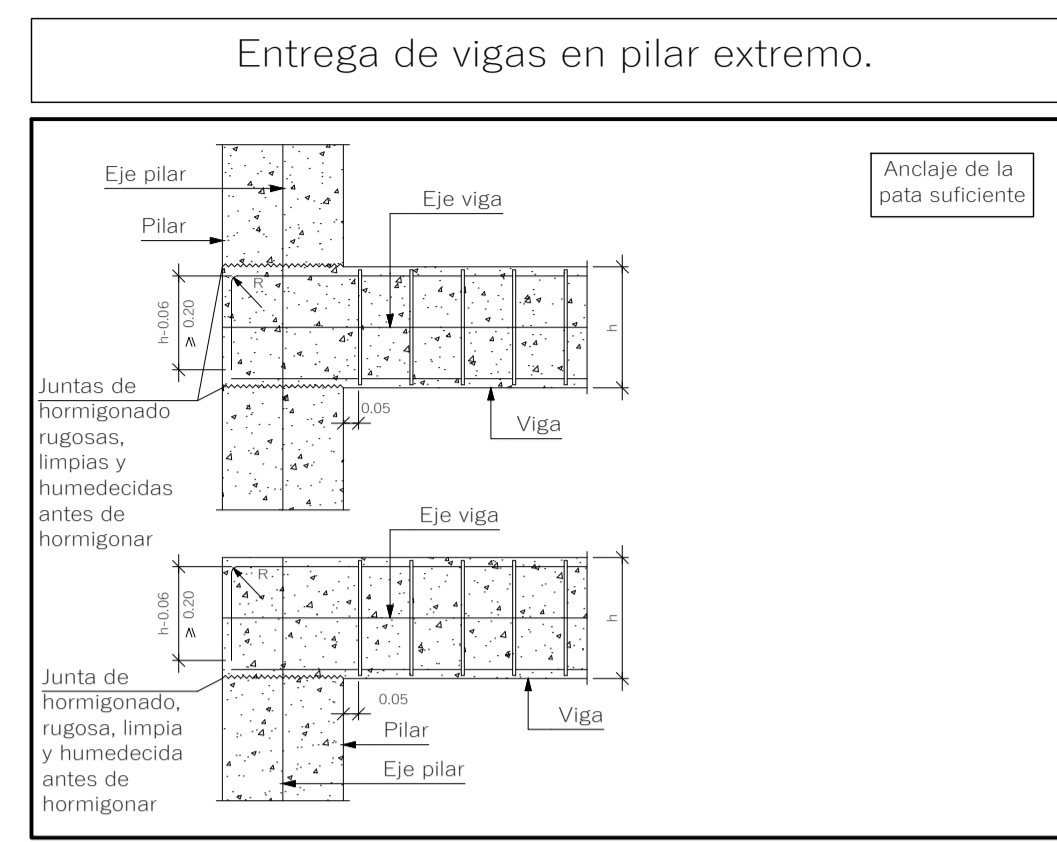 Entrega de vigas en pilar extremo.
Anclaje de la
pata suficiente
Eje pilar
Eje viga
Pilar
R
h-0.06
≥ 0.20
h
Juntas de
hormigonado
rugosas,
limpias y
humedecidas
antes de
hormigonar
0.05
Viga
Eje viga
R
h-0.06
≥ 0.20
h
Junta de
hormigonado,
rugosa, limpia
y humedecida
antes de
hormigonar
0.05
Viga
Pilar
Eje pilar